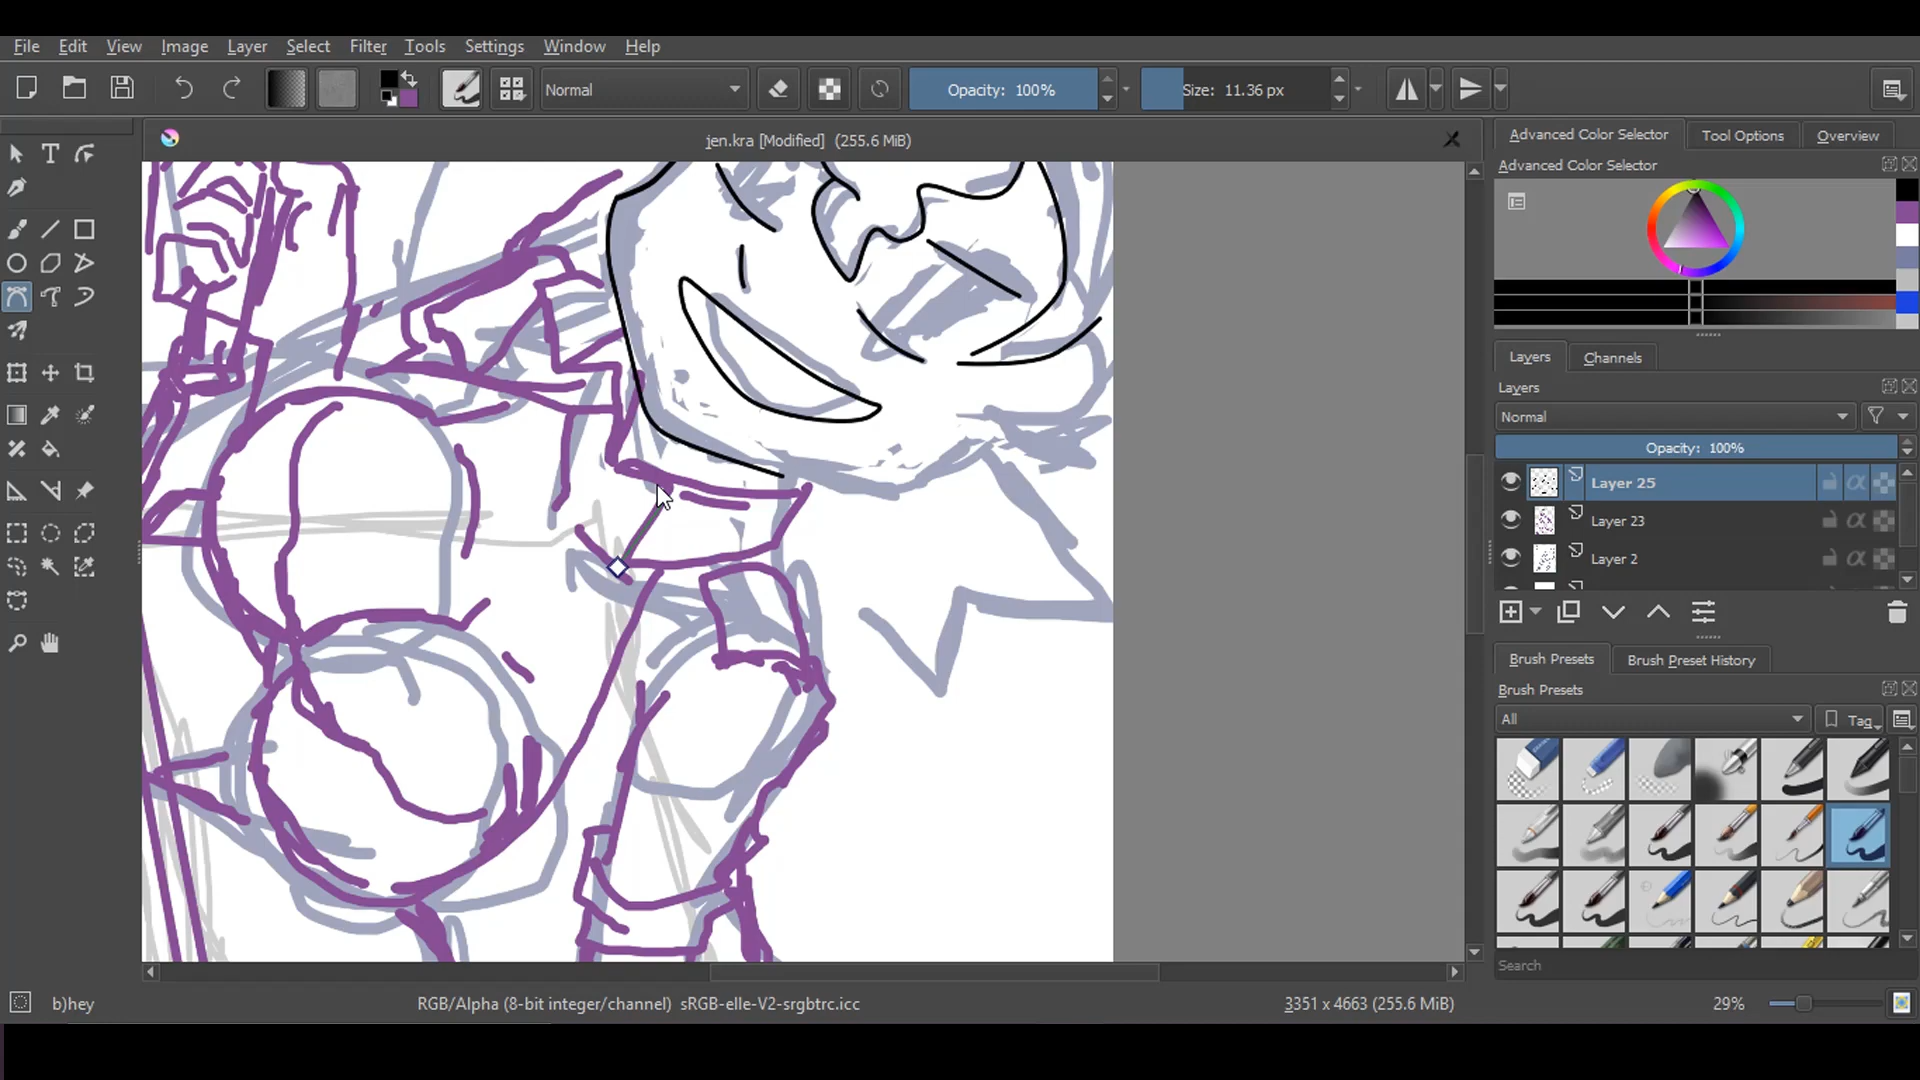 File Edit View Image Layer Select Filter Tools Settings Window Help
Normal Opacity: 100% Size: 11.36 px
jen.kra [Modified] (255.6 MiB)
Advanced Color Selector Tool Options Overview
Advanced Color Selector
Layers Channels
Layers
Normal
Opacity: 100%
Layer 25
Layer 23
Layer 2
Brush Presets Brush Preset History
Brush Presets
All Tag
Search
b)hey RGB/Alpha (8-bit integer/channel) sRGB-elle-V2-srgbtrc.icc 3351 x 4663 (255.6 MiB) 29%